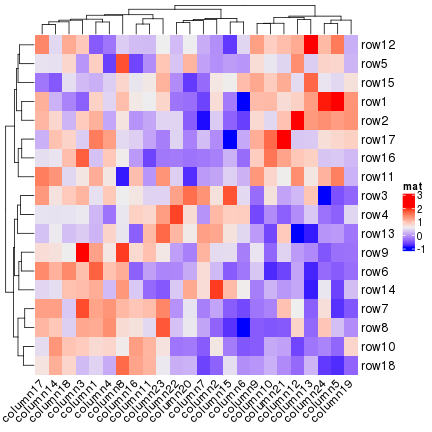 row12
row5
row15
row1
row2
row17
row16
row11
row3
row4
row13
row9
row6
row14
row7
row8
row10
row18
mat
3
2
1
0
-1
column17
column14
column18
column3
column1
column4
column8
column16
column11
column23
column22
column20
column7
column2
column15
column6
column9
column10
column21
column12
column13
column24
column5
column19